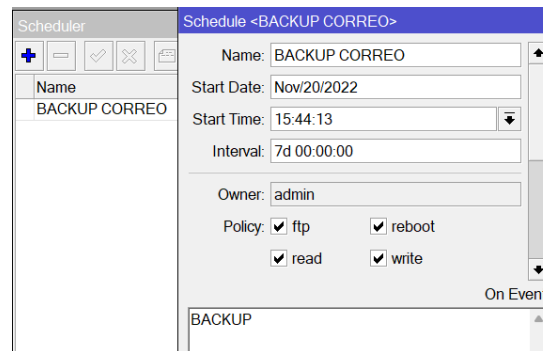 Scheduler
Name
BACKUP CORREO
Schedule <BACKUP CORREO>
Name: BACKUP CORREO
Start Date: Nov/20/2022
Start Time: 15:44:13
Interval: 7d 00:00:00
Owner: admin
Policy: ftp reboot
read write
On Event
BACKUP